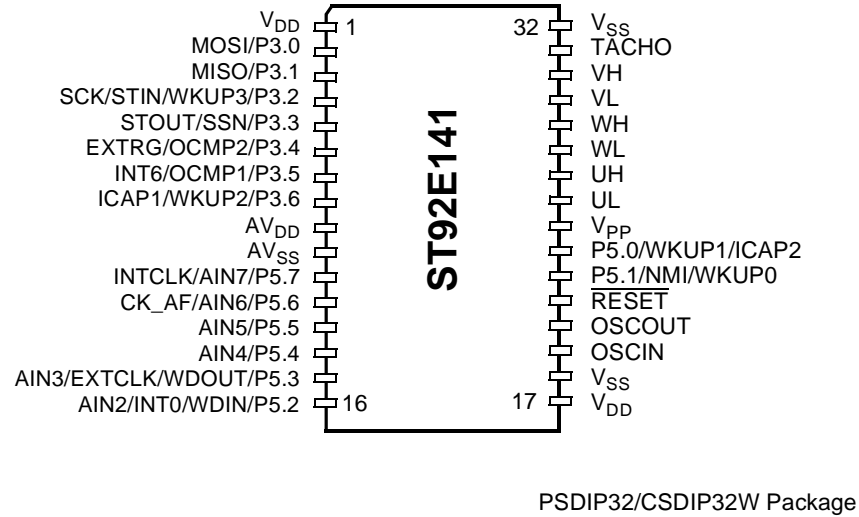 VDD 1
MOSI/P3.0
MISO/P3.1
SCK/STIN/WKUP3/P3.2
STOUT/SSN/P3.3
EXTRG/OCMP2/P3.4
INT6/OCMP1/P3.5
ICAP1/WKUP2/P3.6
AVDD
AVSS
INTCLK/AIN7/P5.7
CK_AF/AIN6/P5.6
AIN5/P5.5
AIN4/P5.4
AIN3/EXTCLK/WDOUT/P5.3
AIN2/INT0/WDIN/P5.2 16
ST92E141
32 VSS
TACHO
VH
VL
WH
WL
UH
UL
VPP
P5.0/WKUP1/ICAP2
P5.1/NMI/WKUP0
RESET
OSCOUT
OSCIN
VSS
17 VDD
PSDIP32/CSDIP32W Package